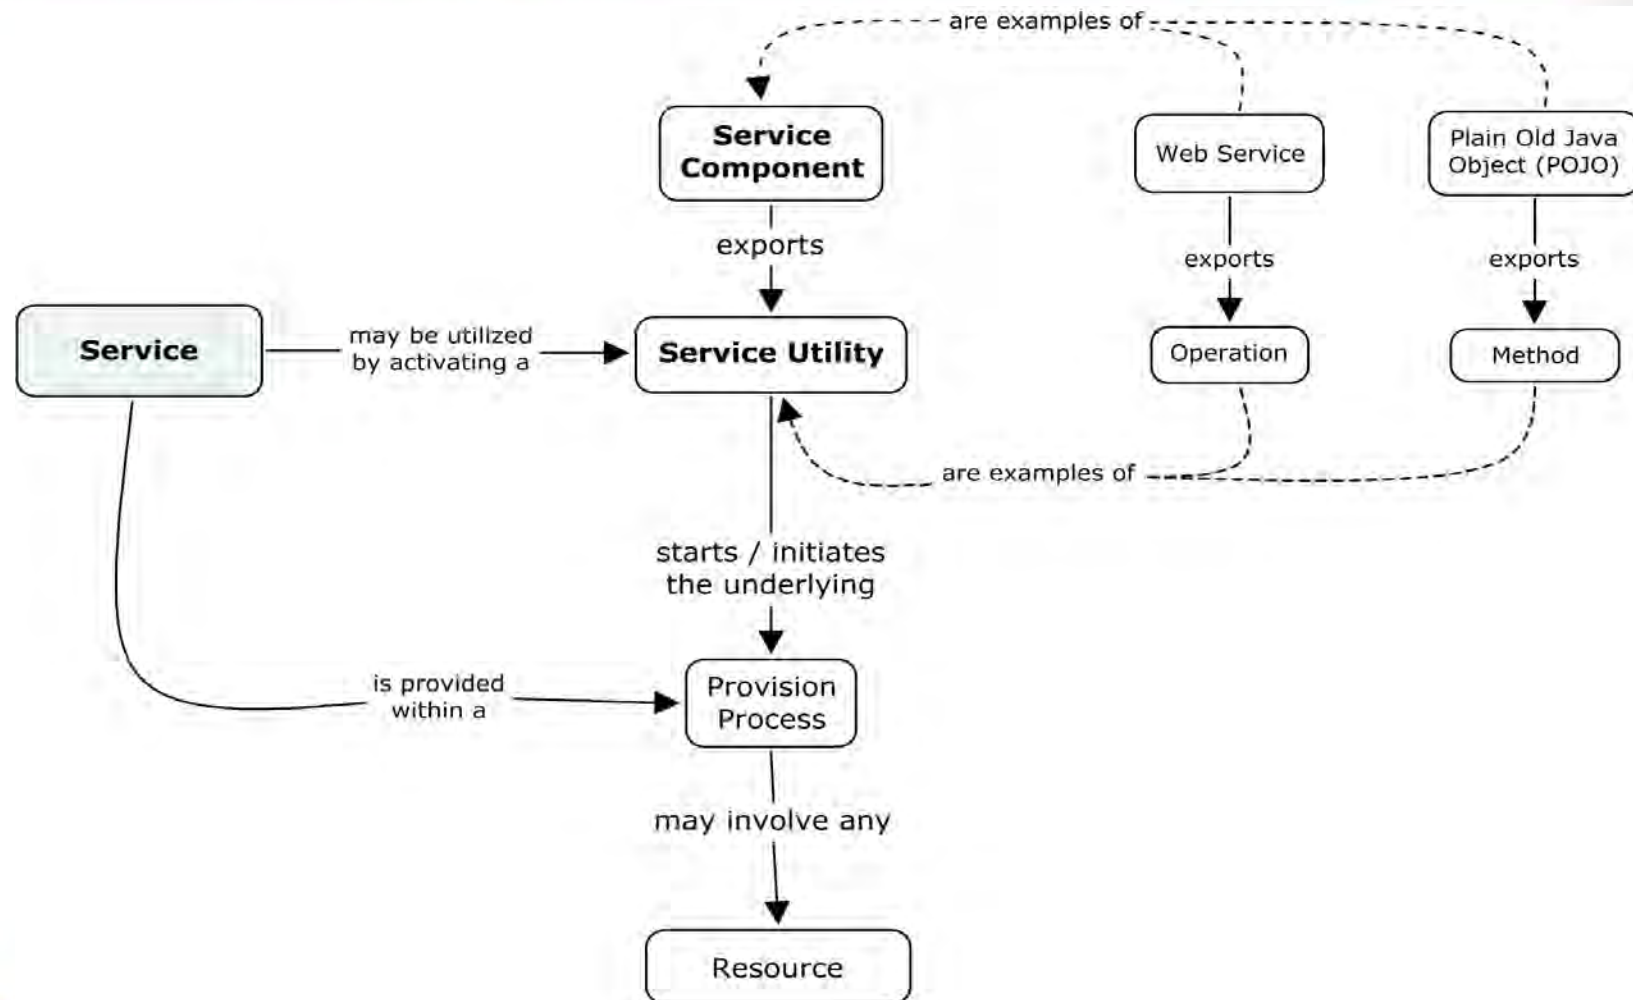 are examples of
Service
Component
Web Service
Plain Old Java
Object (POJO)
exports
exports
exports
Service
may be utilized
by activating a
Service Utility
Operation
Method
are examples of
starts / initiates
the underlying
is provided
within a
Provision
Process
may involve any
Resource